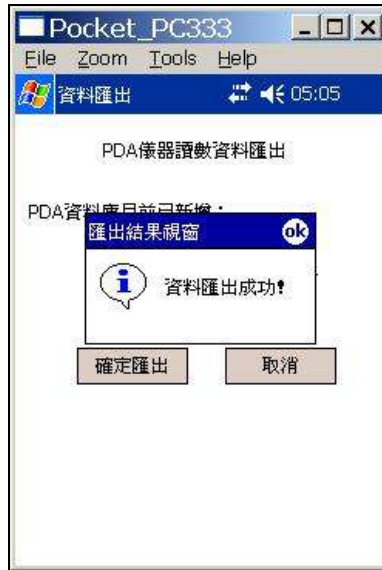 Pocket_PC333
File Zoom Tools Help
資料匯出 05:05
PDA儀器讀數資料匯出
PDA資料庫目前已新增：
匯出結果視窗 ok
資料匯出成功!
確定匯出 取消